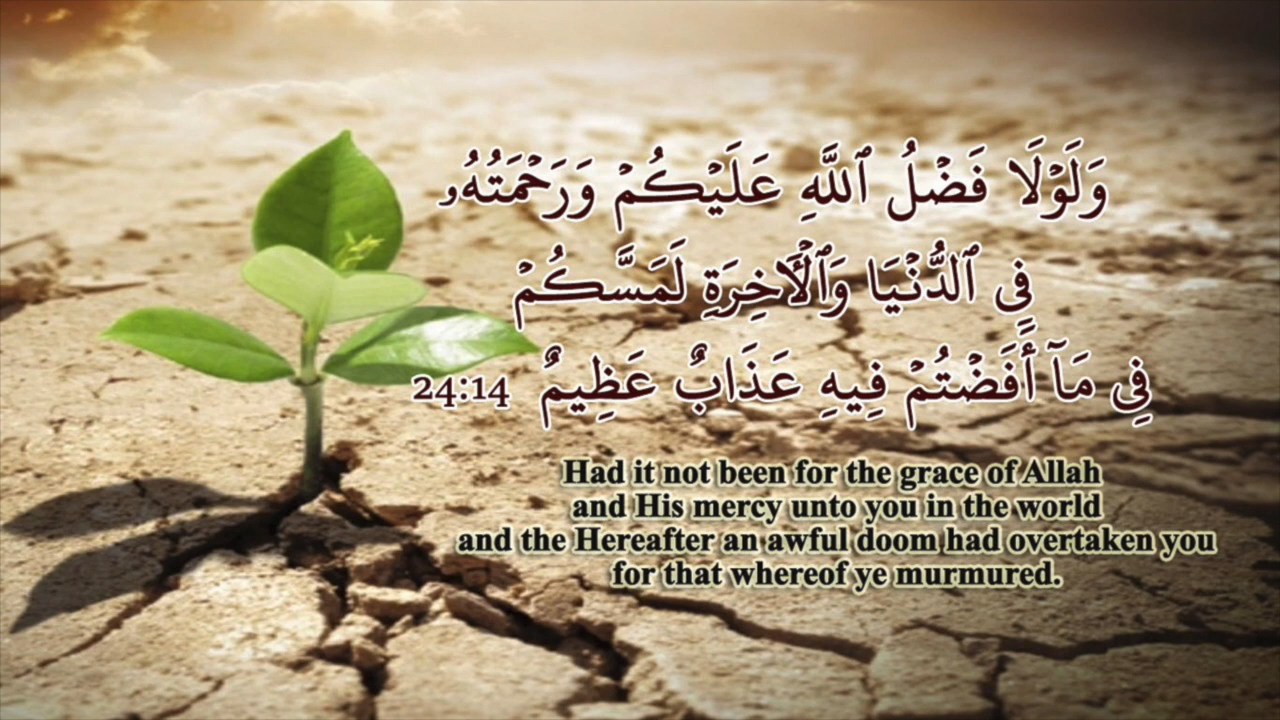 وَلَوۡلَا فَضۡلُ ٱللَّهِ عَلَيۡكُمۡ وَرَحۡمَتُهُۥ
فِي ٱلدُّنۡيَا وَٱلۡأٓخِرَةِ لَمَسَّكُمۡ
فِي مَآ أَفَضۡتُمۡ فِيهِ عَذَابٌ عَظِيمٌ 24:14
Had it not been for the grace of Allah
and His mercy unto you in the world
and the Hereafter an awful doom had overtaken you
for that whereof ye murmured.